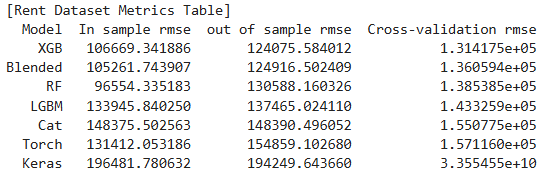 [Rent Dataset Metrics Table]
Model In sample rmse out of sample rmse Cross-validation rmse
XGB 106669.341886 124075.584012 1.314175e+05
Blended 105261.743907 124916.502409 1.360594e+05
RF 96554.335183 130588.160326 1.385385e+05
LGBM 133945.840250 137465.024110 1.433259e+05
Cat 148375.502563 148390.496052 1.550775e+05
Torch 131412.053186 154859.102680 1.571160e+05
Keras 196481.780632 194249.643660 3.355455e+10